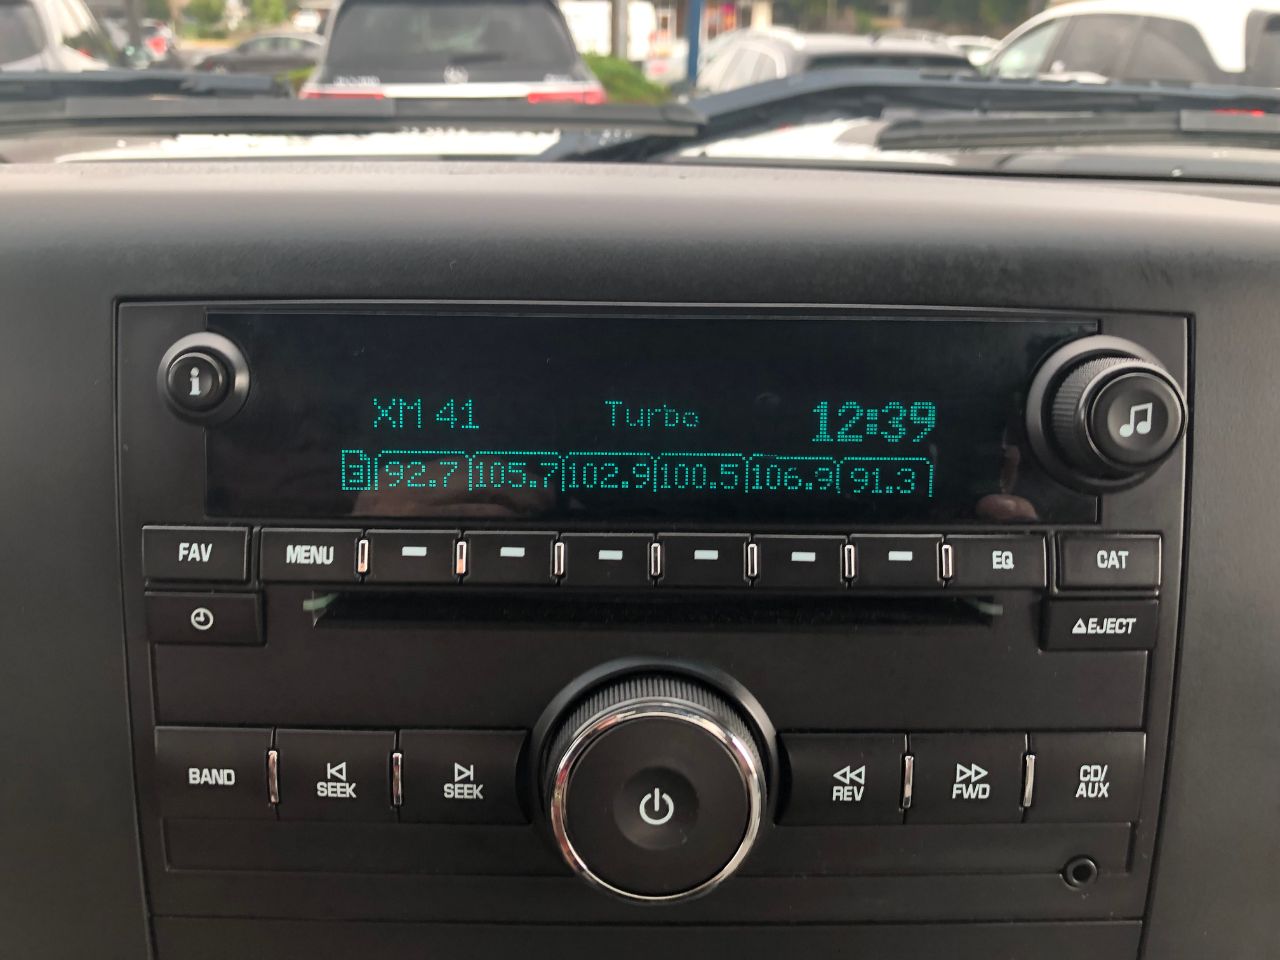 XM 41 Turbo 12:39
3 92.7 105.7 102.9 100.5 106.9 91.3
FAV MENU EQ CAT
EJECT
BAND SEEK SEEK REV FWD CD/
AUX